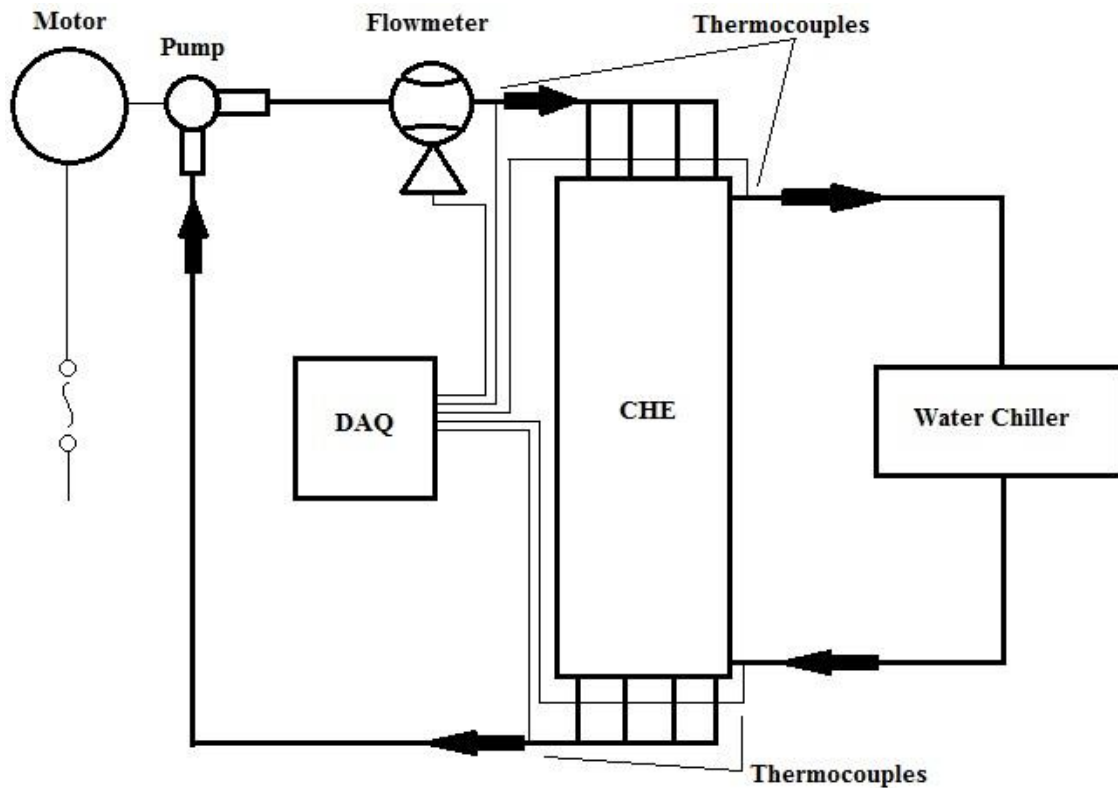 Motor
Pump
Flowmeter
Thermocouples
DAQ
CHE
Water Chiller
Thermocouples